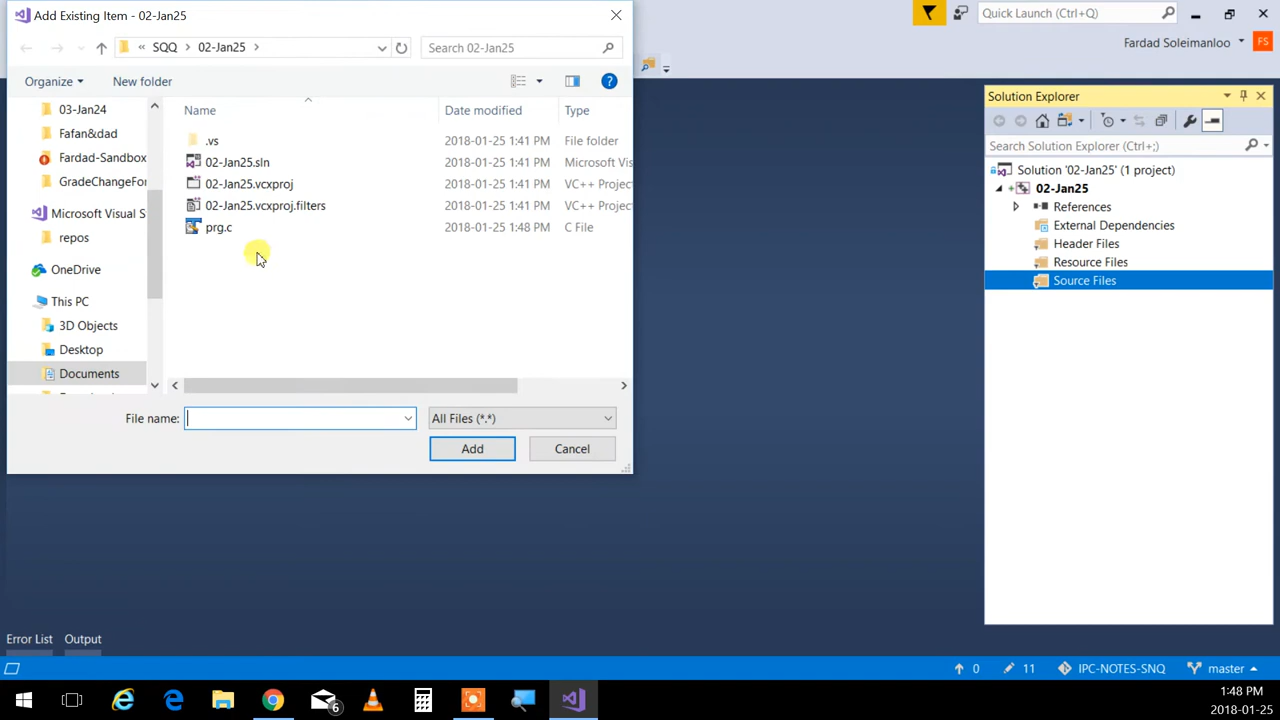 Add Existing Item - 02-Jan25
Quick Launch (Ctrl+Q)
« SQQ > 02-Jan25 >
Search 02-Jan25
Fardad Soleimanloo
FS
Organize
New folder
?
03-Jan24
Fafan&dad
Fardad-Sandbox
GradeChangeFor
Microsoft Visual S
repos
OneDrive
This PC
3D Objects
Desktop
Documents
Name Date modified Type
.vs 2018-01-25 1:41 PM File folder
02-Jan25.sln 2018-01-25 1:41 PM Microsoft Vis
02-Jan25.vcxproj 2018-01-25 1:41 PM VC++ Projec
02-Jan25.vcxproj.filters 2018-01-25 1:41 PM VC++ Projec
prg.c 2018-01-25 1:48 PM C File
File name:
All Files (*.*)
Add
Cancel
Solution Explorer
Search Solution Explorer (Ctrl+;)
Solution '02-Jan25' (1 project)
02-Jan25
References
External Dependencies
Header Files
Resource Files
Source Files
Error List
Output
0
11
IPC-NOTES-SNQ
master
6
1:48 PM
2018-01-25